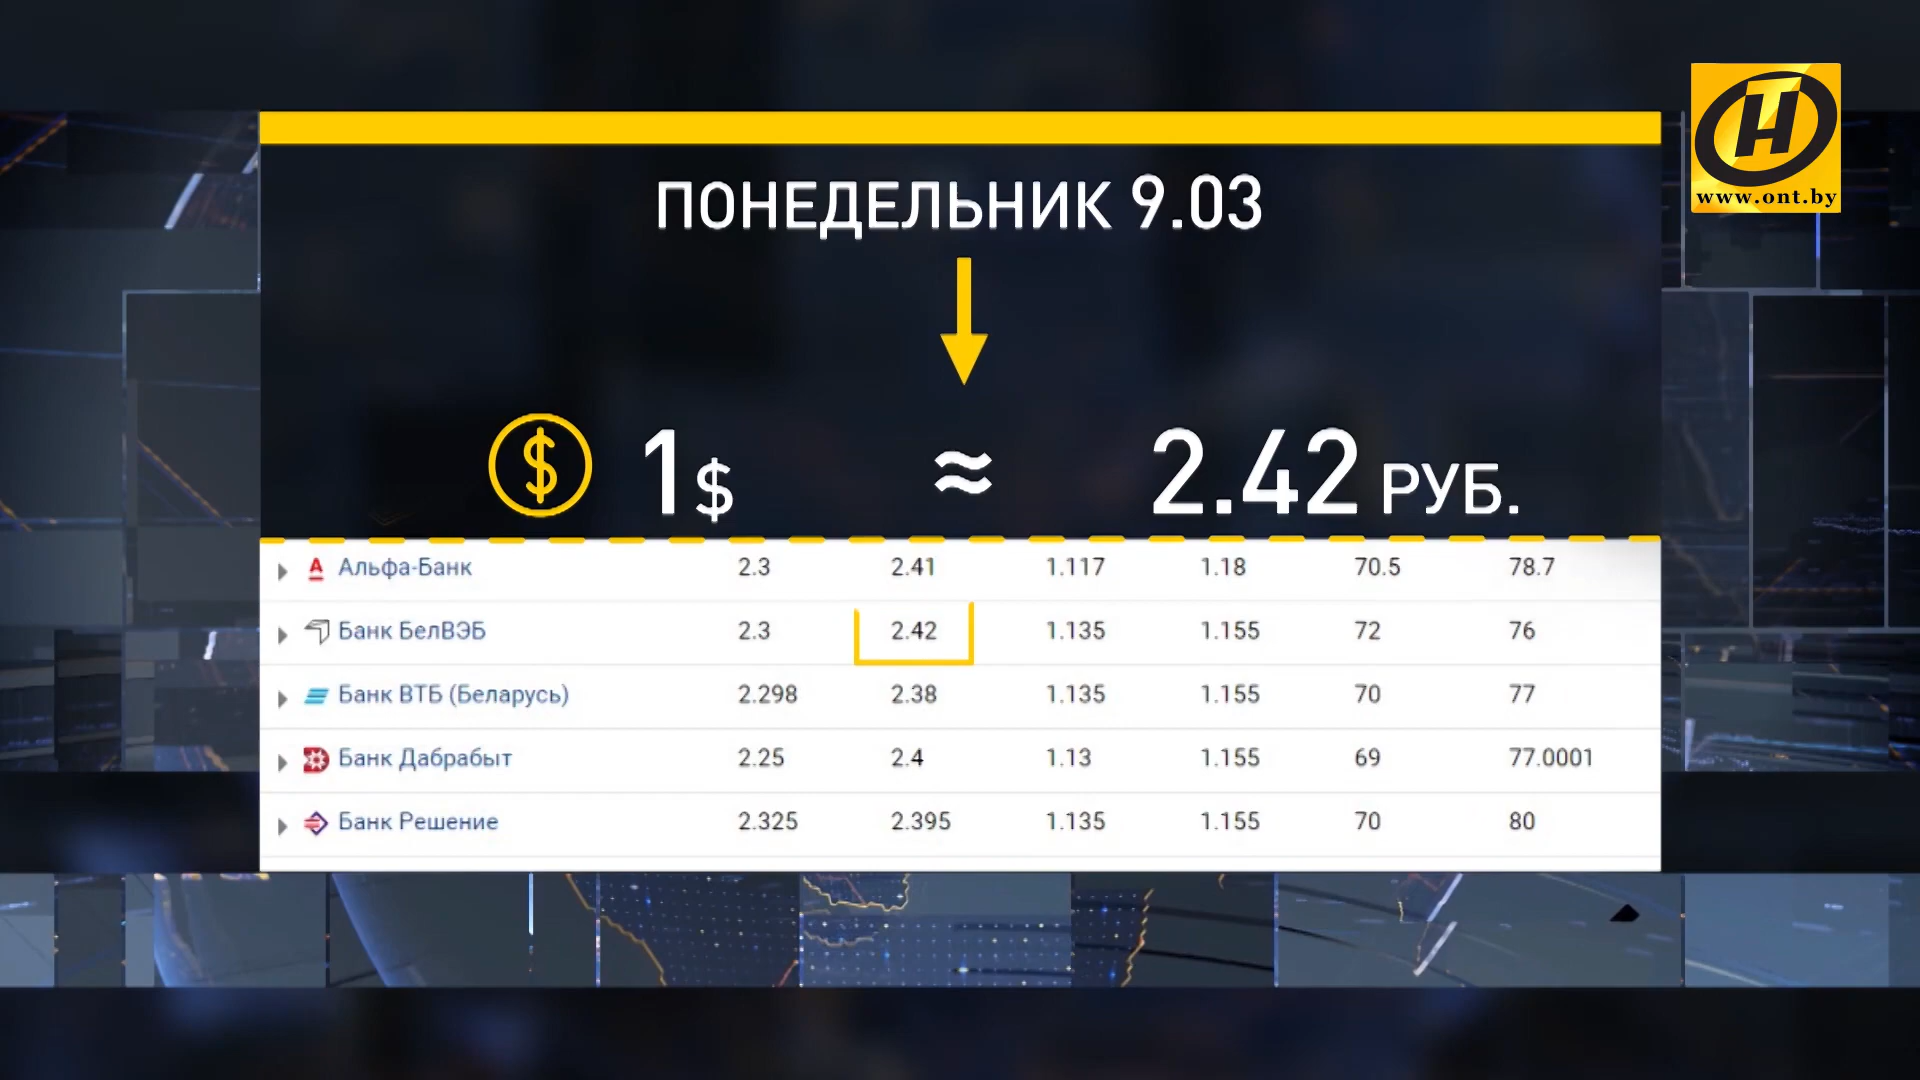 Н
www.ont.by
ПОНЕДЕЛЬНИК 9.03
$ 1$ ≈ 2.42 РУБ.
А Альфа-Банк 2.3 2.41 1.117 1.18 70.5 78.7
Банк БелВЭБ 2.3 2.42 1.135 1.155 72 76
Банк ВТБ (Беларусь) 2.298 2.38 1.135 1.155 70 77
Банк Дабрабыт 2.25 2.4 1.13 1.155 69 77.0001
Банк Решение 2.325 2.395 1.135 1.155 70 80